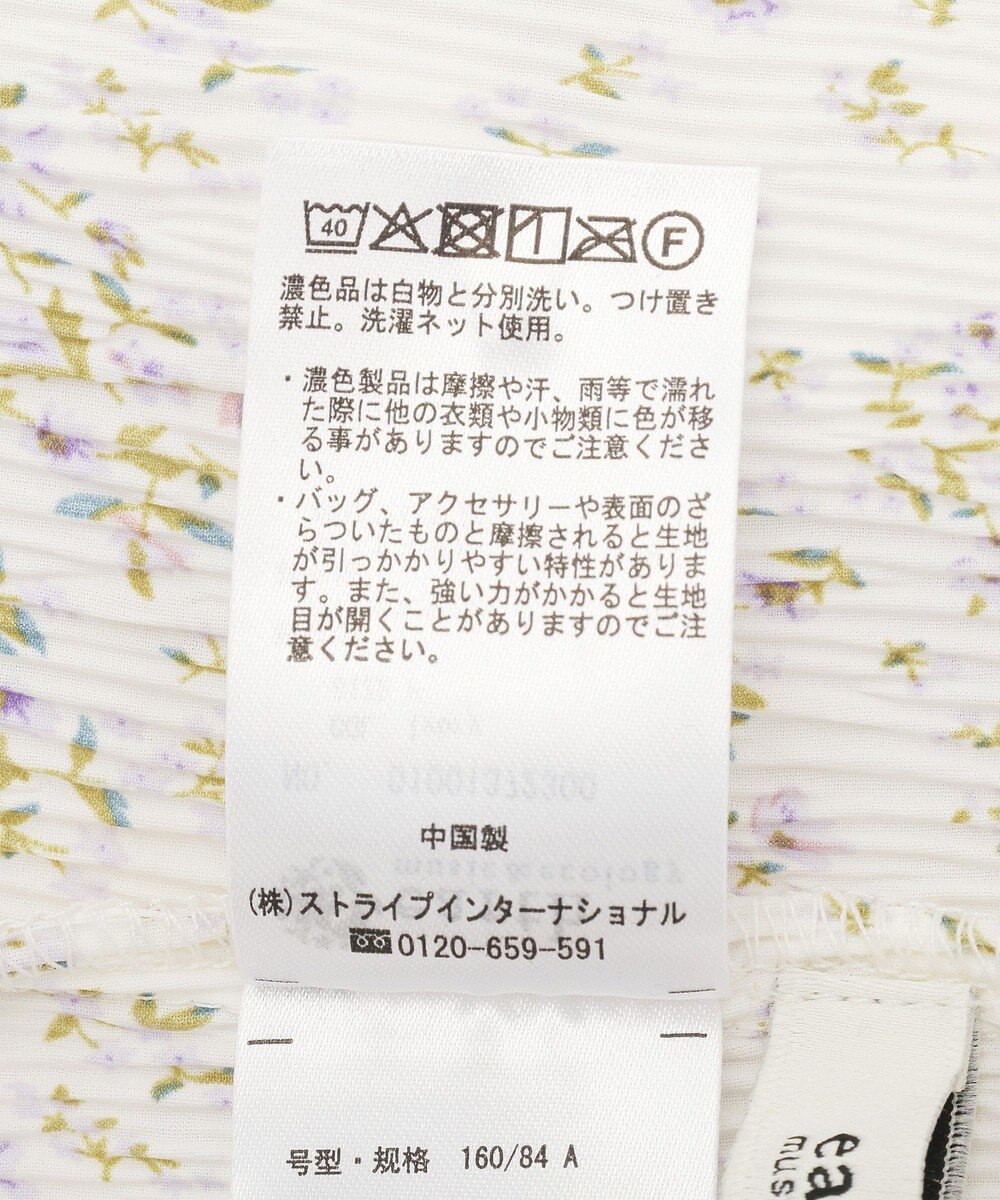 40
F
濃色品は白物と分別洗い。つけ置き
禁止。洗濯ネット使用。
・濃色製品は摩擦や汗、雨等で濡れ
た際に他の衣類や小物類に色が移
る事がありますのでご注意くださ
い。
・バッグ、アクセサリーや表面のざ
らついたものと摩擦されると生地
が引っかかりやすい特性がありま
す。また、強い力がかかると生地
目が開くことがありますのでご注
意ください。
中国製
(株)ストライプインターナショナル
0120-659-591
号型・规格 160/84 A
ea
mus